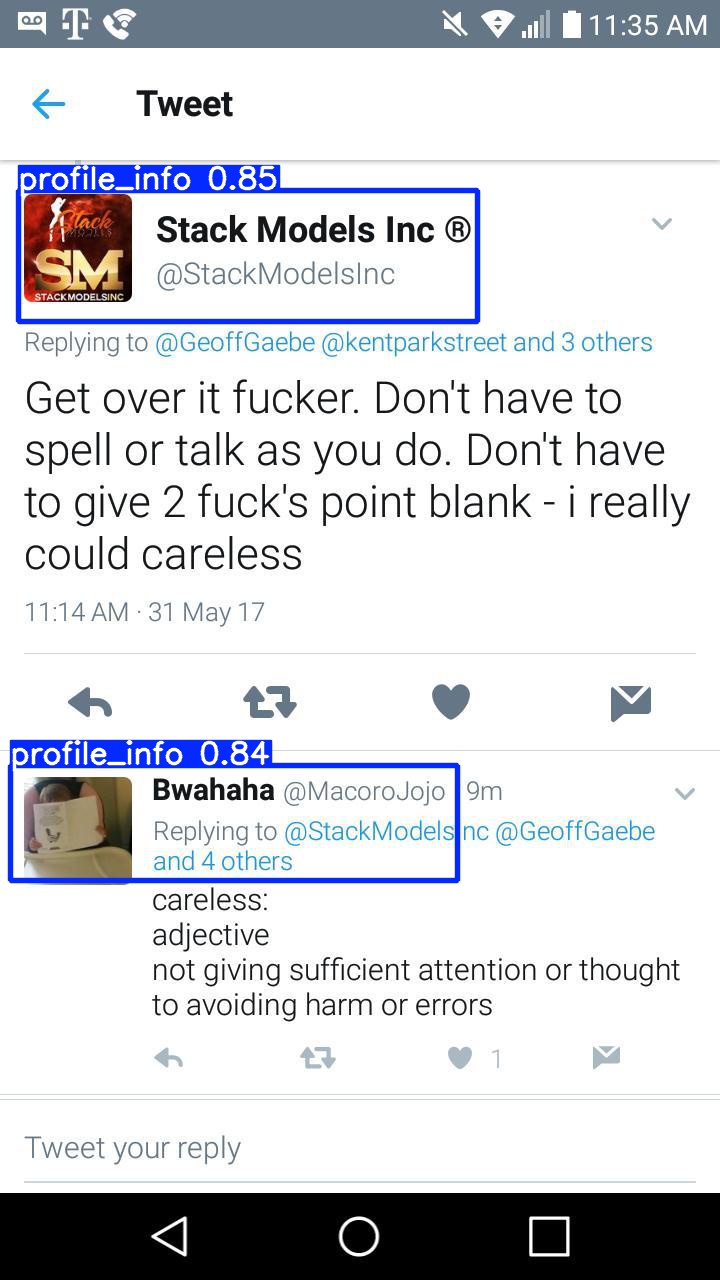 11:35 AM
Tweet
profile_info 0.85
Stack
MODELS
SM
STACKMODELSINC
Stack Models Inc ®
@StackModelsInc
Replying to @GeoffGaebe @kentparkstreet and 3 others
Get over it fucker. Don't have to
spell or talk as you do. Don't have
to give 2 fuck's point blank - i really
could careless
11:14 AM · 31 May 17
profile_info 0.84
Bwahaha @MacoroJojo 9m
Replying to @StackModelsInc @GeoffGaebe
and 4 others
careless:
adjective
not giving sufficient attention or thought
to avoiding harm or errors
1
Tweet your reply